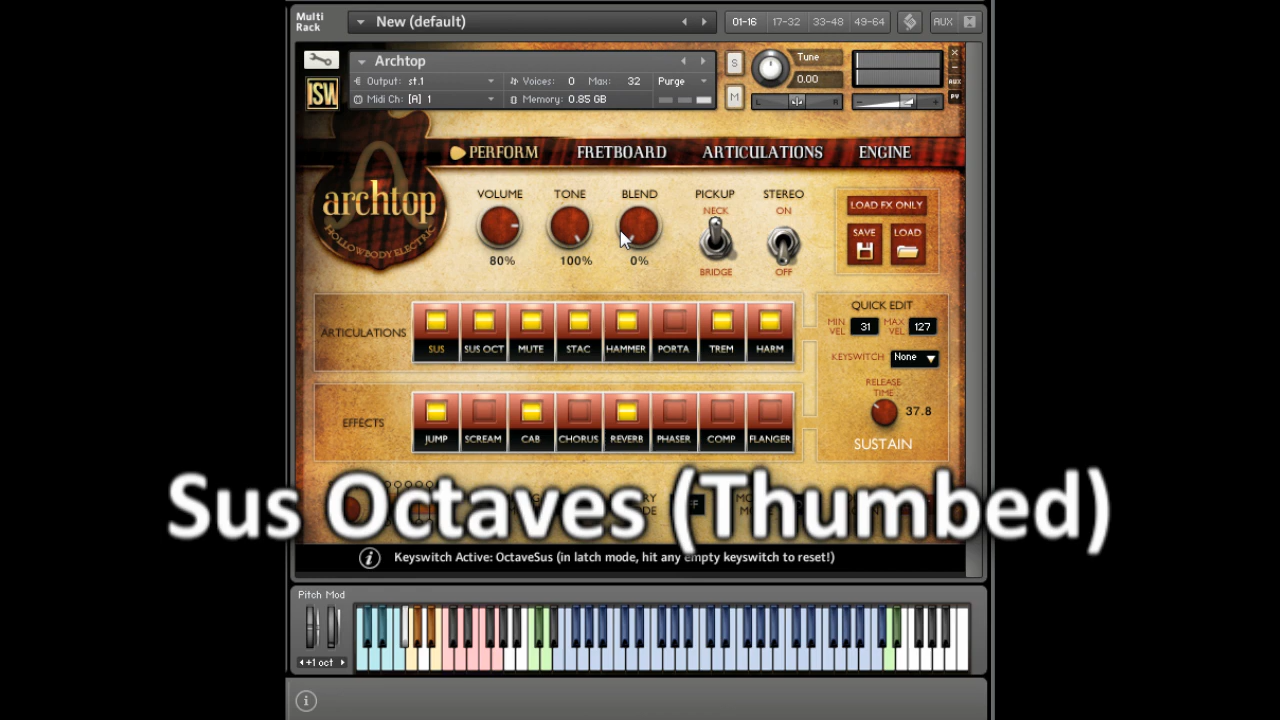 Multi
Rack
New (default)
01-16 17-32 33-48 49-64 AUX
Archtop
Output: st.1
Voices: 0 Max: 32 Purge
Midi Ch: [A] 1
Memory: 0.85 GB
S
M
Tune
0.00
L R
AUX
PV
JSW
PERFORM FRETBOARD ARTICULATIONS ENGINE
archtop
HOLLOWBODY ELECTRIC
VOLUME TONE BLEND PICKUP STEREO
NECK ON
80% 100% 0%
BRIDGE OFF
LOAD FX ONLY
SAVE LOAD
ARTICULATIONS
SUS SUS OCT MUTE STAC HAMMER PORTA TREM HARM
QUICK EDIT
MIN VEL 31 MAX VEL 127
KEYSWITCH None
RELEASE TIME 37.8
SUSTAIN
EFFECTS
JUMP SCREAM CAB CHORUS REVERB PHASER COMP FLANGER
Sus Octaves (Thumbed)
Keyswitch Active: OctaveSus (in latch mode, hit any empty keyswitch to reset!)
Pitch Mod
+1 oct